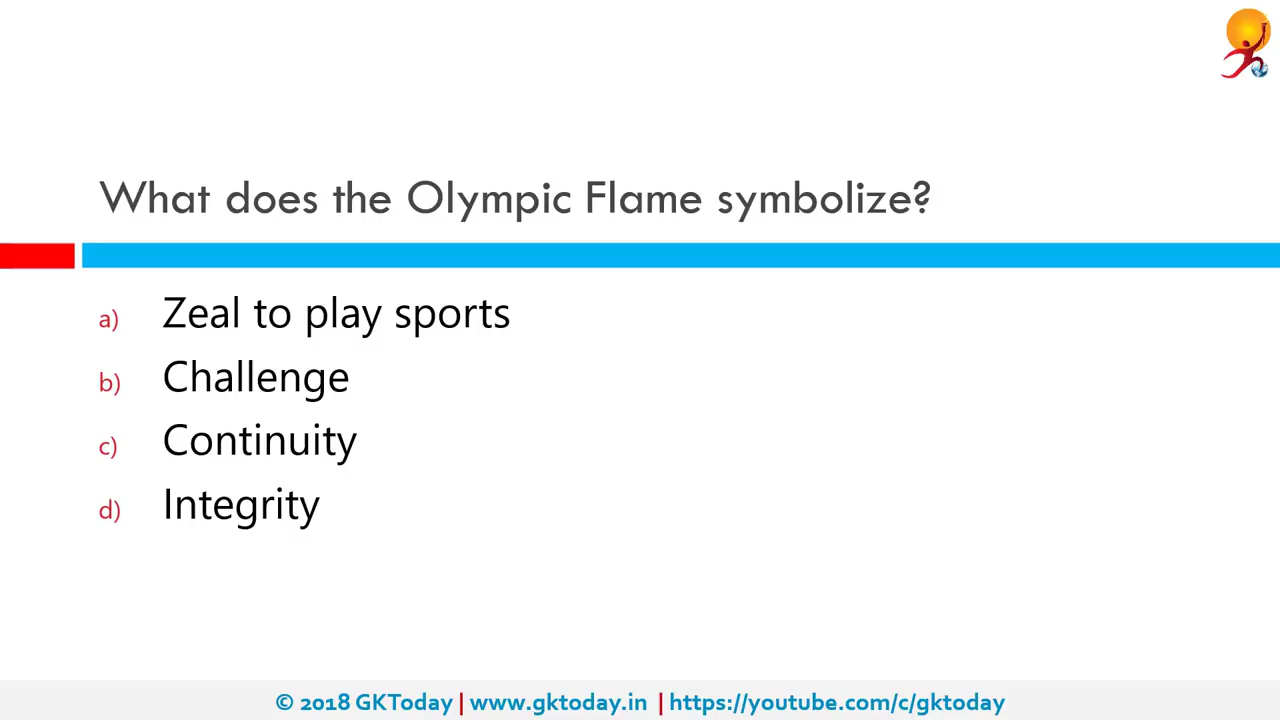 What does the Olympic Flame symbolize?
a) Zeal to play sports
b) Challenge
c) Continuity
d) Integrity
© 2018 GKToday | www.gktoday.in | https://youtube.com/c/gktoday